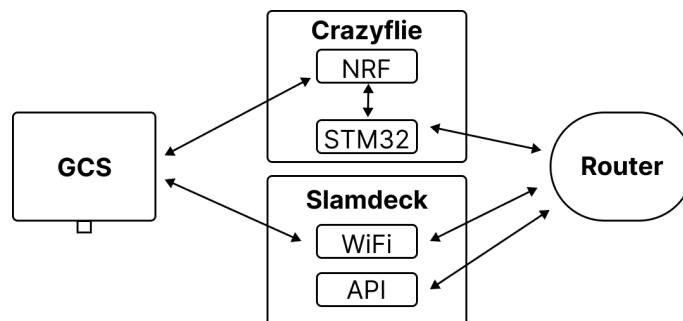 Crazyflie
NRF
STM32
GCS
Router
Slamdeck
WiFi
API